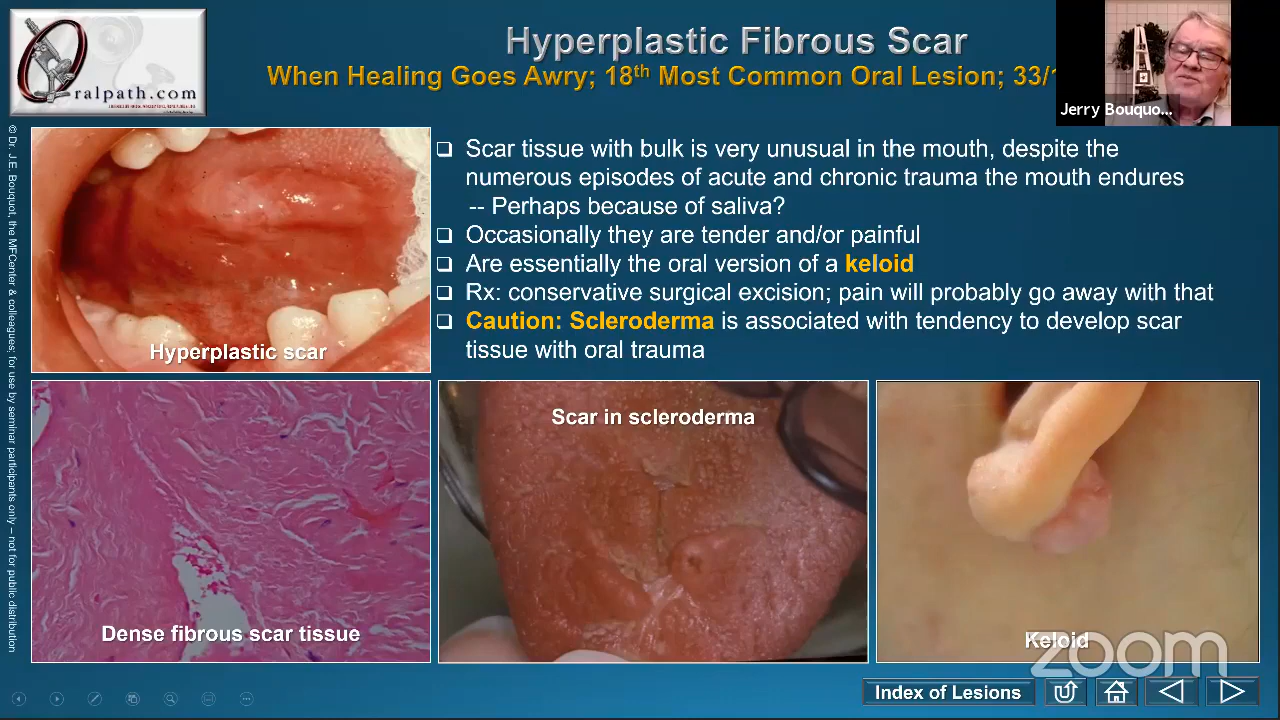 Oralpath.com
Hyperplastic Fibrous Scar
When Healing Goes Awry; 18th Most Common Oral Lesion; 33/
Jerry Bouquo...
© Dr. J.E. Bouquot, the MFCenter & colleagues; for use by seminar participants only – not for public distribution
❑ Scar tissue with bulk is very unusual in the mouth, despite the
numerous episodes of acute and chronic trauma the mouth endures
-- Perhaps because of saliva?
❑ Occasionally they are tender and/or painful
❑ Are essentially the oral version of a keloid
❑ Rx: conservative surgical excision; pain will probably go away with that
❑ Caution: Scleroderma is associated with tendency to develop scar
tissue with oral trauma
Hyperplastic scar
Dense fibrous scar tissue
Scar in scleroderma
Keloid
zoom
Index of Lesions